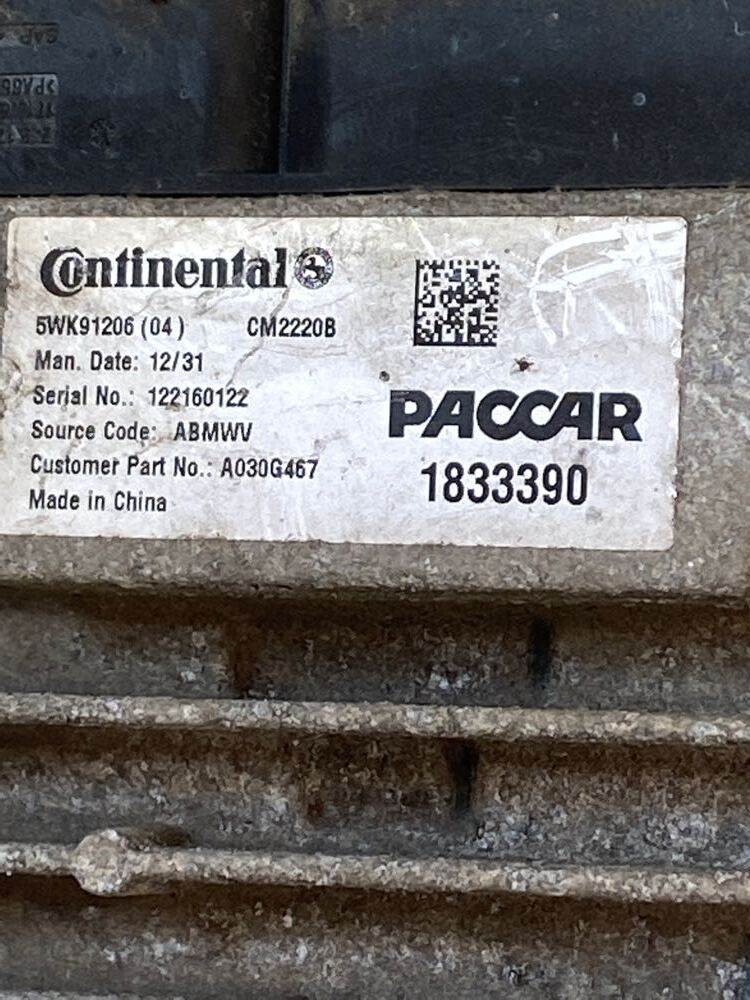 Continental
5WK91206 (04 ) CM2220B
Man. Date: 12/31
Serial No.: 122160122
Source Code: ABMWV
Customer Part No.: A030G467
Made in China
PACCAR
1833390